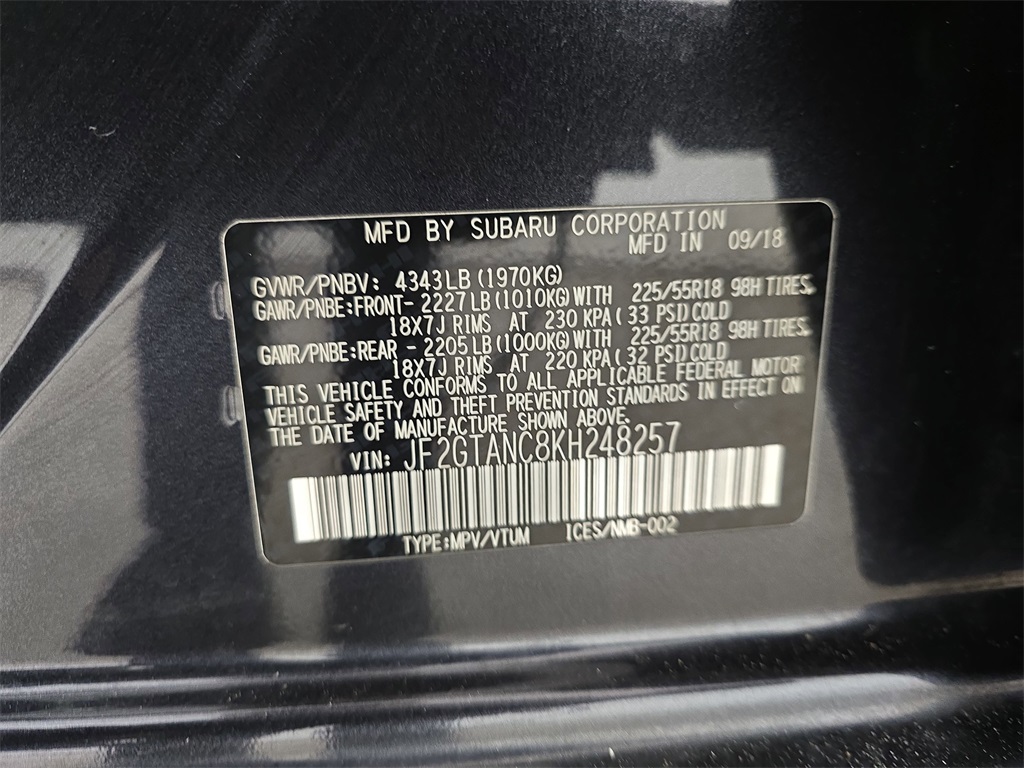 MFD BY SUBARU CORPORATION
MFD IN 09/18
GVWR/PNBV: 4343LB (1970KG)
GAWR/PNBE:FRONT- 2227LB (1010KG) WITH 225/55R18 98H TIRES,
18X7J RIMS AT 230 KPA ( 33 PSI) COLD
GAWR/PNBE:REAR - 2205LB (1000KG) WITH 225/55R18 98H TIRES,
18X7J RIMS AT 220 KPA ( 32 PSI) COLD
THIS VEHICLE CONFORMS TO ALL APPLICABLE FEDERAL MOTOR
VEHICLE SAFETY AND THEFT PREVENTION STANDARDS IN EFFECT ON
THE DATE OF MANUFACTURE SHOWN ABOVE.
VIN: JF2GTANC8KH248257
TYPE:MPV/VTUM ICES/NMB-002